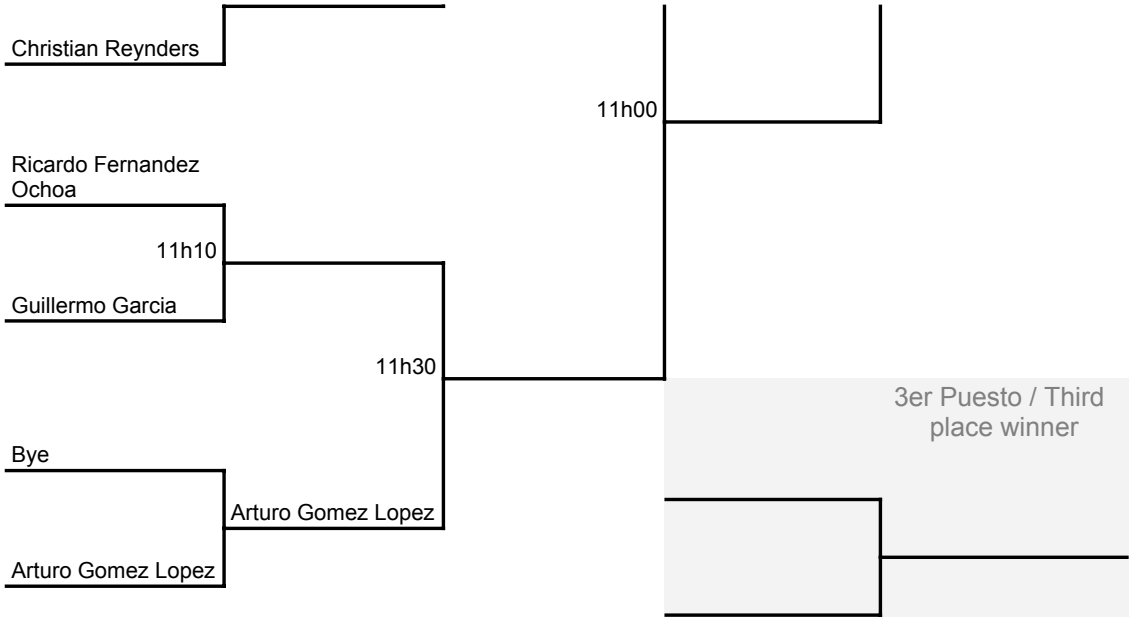 Christian Reynders
11h00
Ricardo Fernandez
Ochoa
11h10
Guillermo Garcia
11h30
3er Puesto / Third
place winner
Bye
Arturo Gomez Lopez
Arturo Gomez Lopez